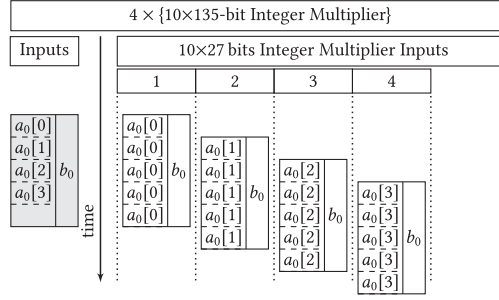 4 × {10×135-bit Integer Multiplier}
Inputs
10×27 bits Integer Multiplier Inputs
1 2 3 4
a₀[0] a₀[0]
a₀[1] a₀[0] a₀[1]
a₀[2] b₀ a₀[0] b₀ a₀[1] a₀[2]
a₀[3] a₀[0] a₀[1] b₀ a₀[2] a₀[3]
a₀[0] a₀[1] a₀[2] b₀ a₀[3]
a₀[1] a₀[2] a₀[3] b₀
a₀[2] a₀[3]
a₀[3]
time